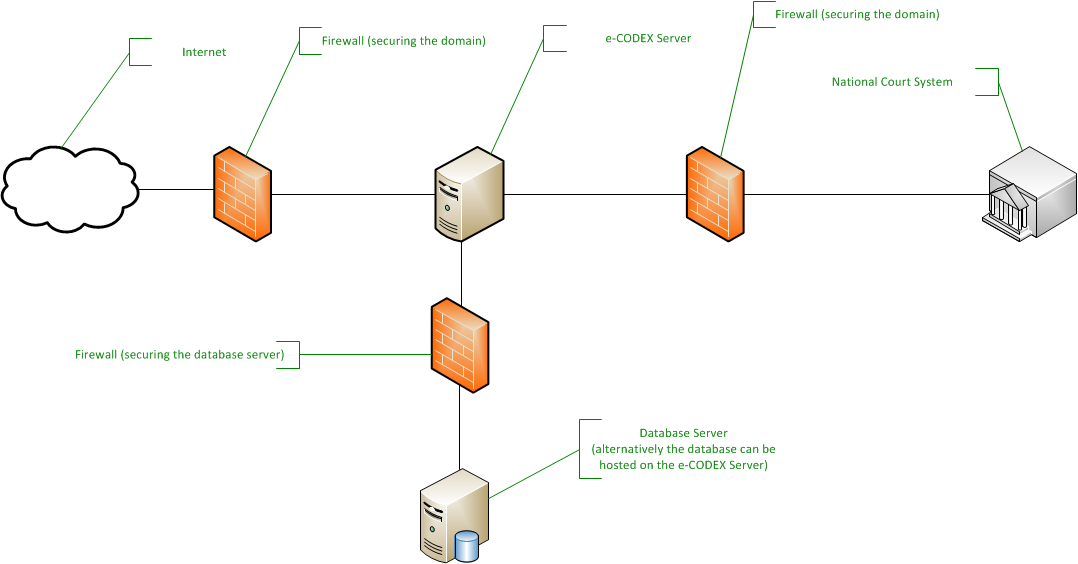 Internet
Firewall (securing the domain)
e-CODEX Server
Firewall (securing the domain)
National Court System
Firewall (securing the database server)
Database Server
(alternatively the database can be
hosted on the e-CODEX Server)